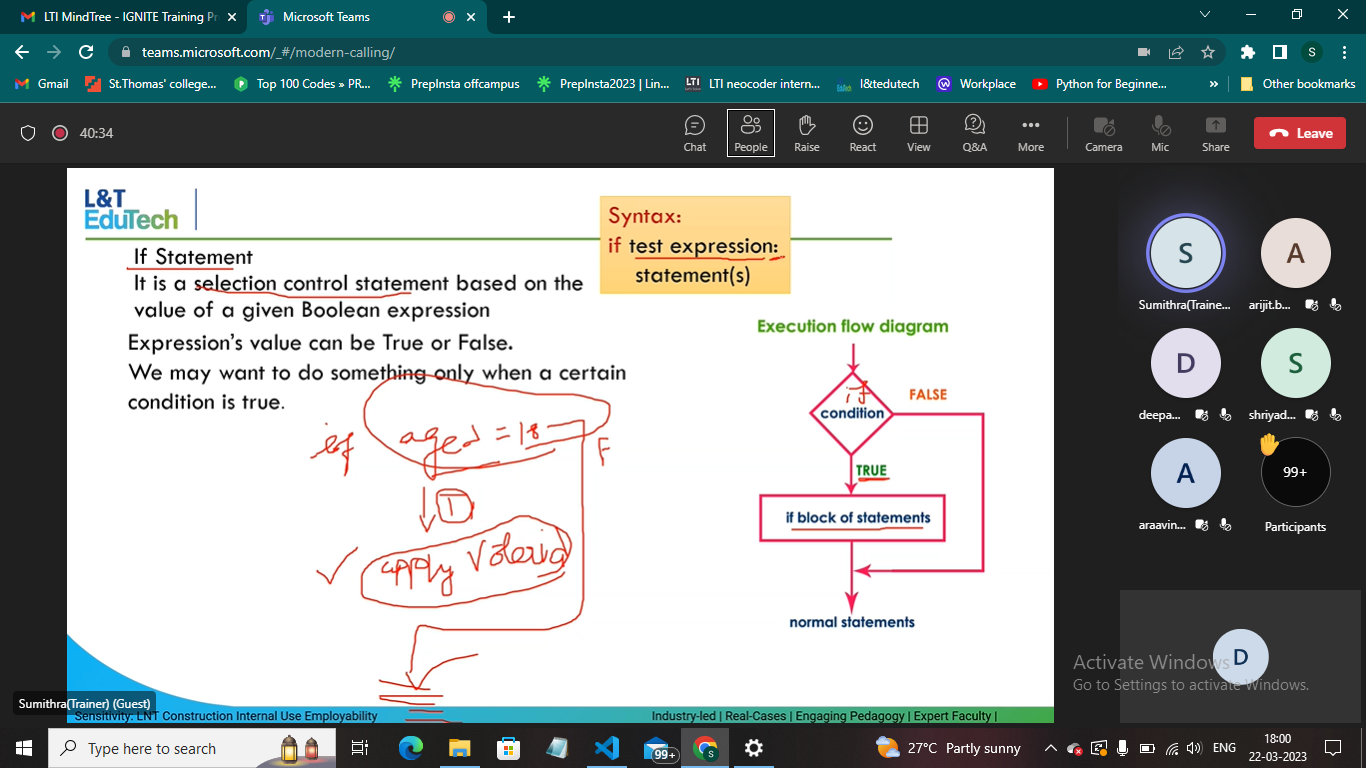 LTI MindTree - IGNITE Training Pr
Microsoft Teams
teams.microsoft.com/_#/modern-calling/
S
Gmail
St.Thomas' college...
Top 100 Codes » PR...
PrepInsta offcampus
PrepInsta2023 | Lin...
LTI neocoder intern...
l&tedutech
Workplace
Python for Beginne...
»
Other bookmarks
40:34
Chat
People
Raise
React
View
Q&A
More
Camera
Mic
Share
Leave
L&T
EduTech
Syntax:
if test expression:
statement(s)
If Statement
It is a selection control statement based on the
value of a given Boolean expression
Expression's value can be True or False.
We may want to do something only when a certain
condition is true.
if
= 18
F
T
apply
Execution flow diagram
if
condition
FALSE
TRUE
if block of statements
normal statements
S
Sumithra(Traine...
A
arijit.b...
D
deepa...
S
shriyad...
A
araavin...
99+
Participants
D
Activate Windows
Go to Settings to activate Windows.
Sumithra(Trainer) (Guest)
Sensitivity: LNT Construction Internal Use Employability
Industry-led | Real-Cases | Engaging Pedagogy | Expert Faculty |
Type here to search
99+
S
27°C Partly sunny
ENG
18:00
22-03-2023